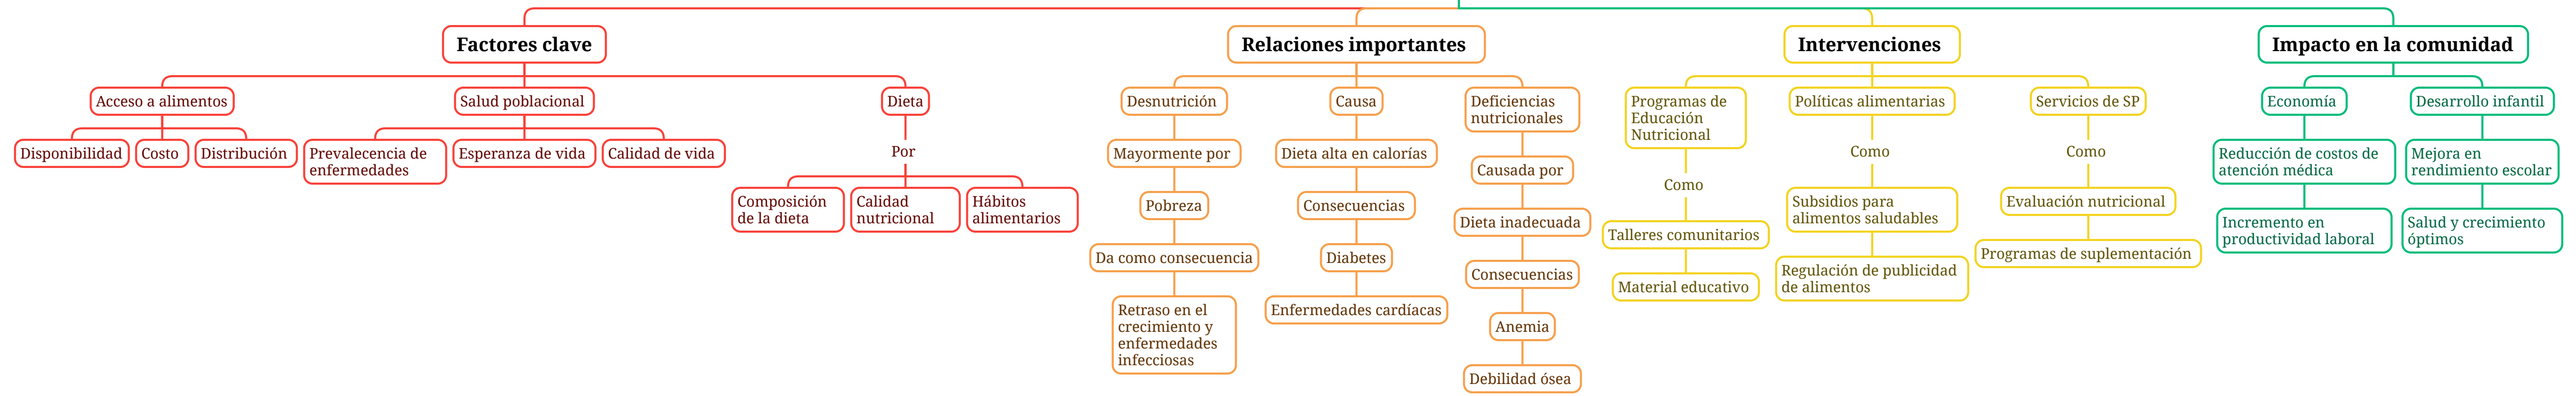 Factores clave
Relaciones importantes
Intervenciones
Impacto en la comunidad
Acceso a alimentos
Disponibilidad
Costo
Distribución
Salud poblacional
Prevalecencia de
enfermedades
Esperanza de vida
Calidad de vida
Dieta
Por
Composición
de la dieta
Calidad
nutricional
Hábitos
alimentarios
Desnutrición
Mayormente por
Pobreza
Da como consecuencia
Retraso en el
crecimiento y
enfermedades
infecciosas
Causa
Dieta alta en calorías
Consecuencias
Diabetes
Enfermedades cardíacas
Deficiencias
nutricionales
Causada por
Dieta inadecuada
Consecuencias
Anemia
Debilidad ósea
Programas de
Educación
Nutricional
Como
Talleres comunitarios
Material educativo
Políticas alimentarias
Como
Subsidios para
alimentos saludables
Regulación de publicidad
de alimentos
Servicios de SP
Como
Evaluación nutricional
Programas de suplementación
Economía
Reducción de costos de
atención médica
Incremento en
productividad laboral
Desarrollo infantil
Mejora en
rendimiento escolar
Salud y crecimiento
óptimos